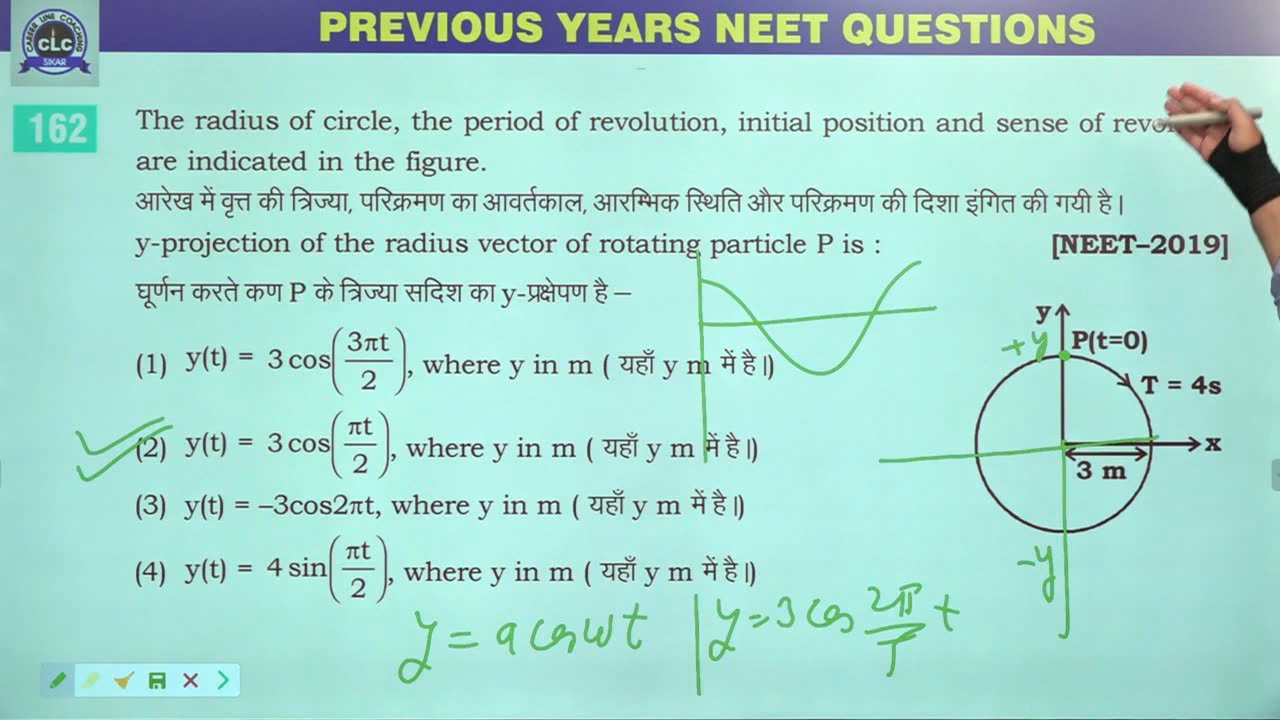 PREVIOUS YEARS NEET QUESTIONS
CAREER LINE COACHING
CLC
SIKAR
162
The radius of circle, the period of revolution, initial position and sense of revol
are indicated in the figure.
आरेख में वृत्त की त्रिज्या, परिक्रमण का आवर्तकाल, आरम्भिक स्थिति और परिक्रमण की दिशा इंगित की गयी है।
y-projection of the radius vector of rotating particle P is : [NEET–2019]
घूर्णन करते कण P के त्रिज्या सदिश का y-प्रक्षेपण है –
(1) y(t) = 3 cos(3πt/2), where y in m ( यहाँ y m में है।)
(2) y(t) = 3 cos(πt/2), where y in m ( यहाँ y m में है।)
(3) y(t) = –3cos2πt, where y in m ( यहाँ y m में है।)
(4) y(t) = 4 sin(πt/2), where y in m ( यहाँ y m में है।)
y
+y
P(t=0)
T = 4s
x
3 m
-y
y = a cos ωt | y = 3 cos 2π/T t